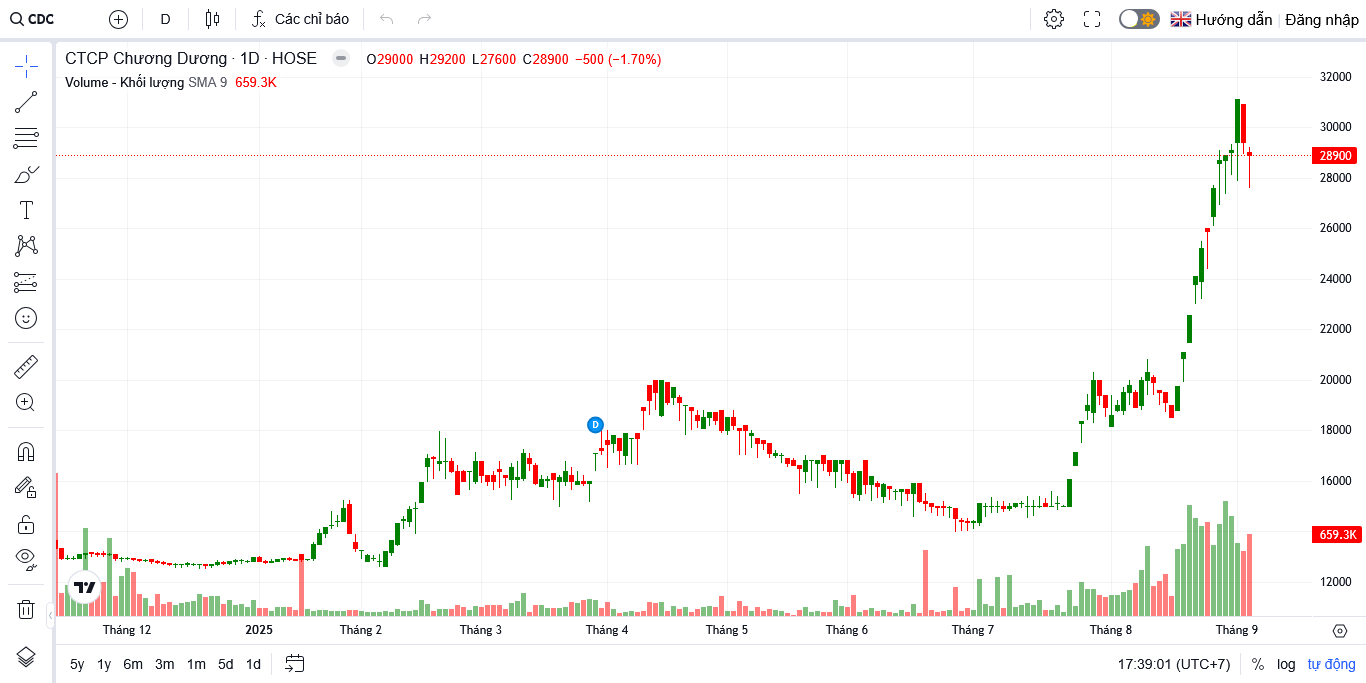 CDC D Các chỉ báo Hướng dẫn Đăng nhập
CTCP Chương Dương · 1D · HOSE O29000 H29200 L27600 C28900 −500 (−1.70%)
Volume - Khối lượng SMA 9 659.3K
32000
30000
28900
28000
26000
24000
22000
20000
D
18000
16000
659.3K
12000
Tháng 12 2025 Tháng 2 Tháng 3 Tháng 4 Tháng 5 Tháng 6 Tháng 7 Tháng 8 Tháng 9
5y 1y 6m 3m 1m 5d 1d 17:39:01 (UTC+7) % log tự động